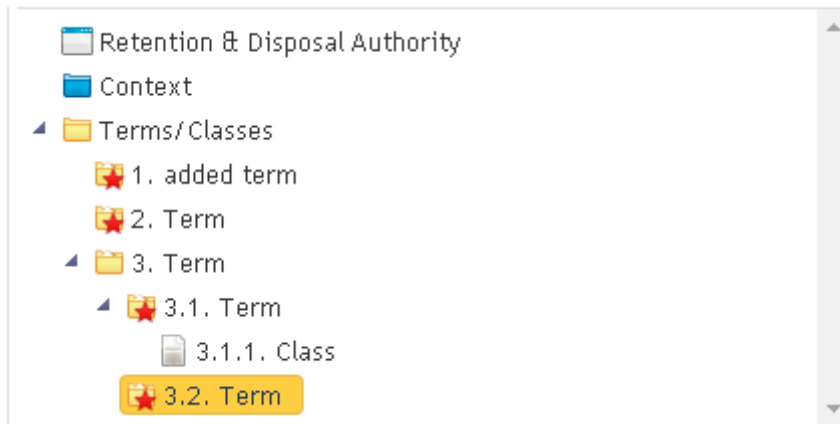 Retention & Disposal Authority
Context
Terms/Classes
1. added term
2. Term
3. Term
3.1. Term
3.1.1. Class
3.2. Term